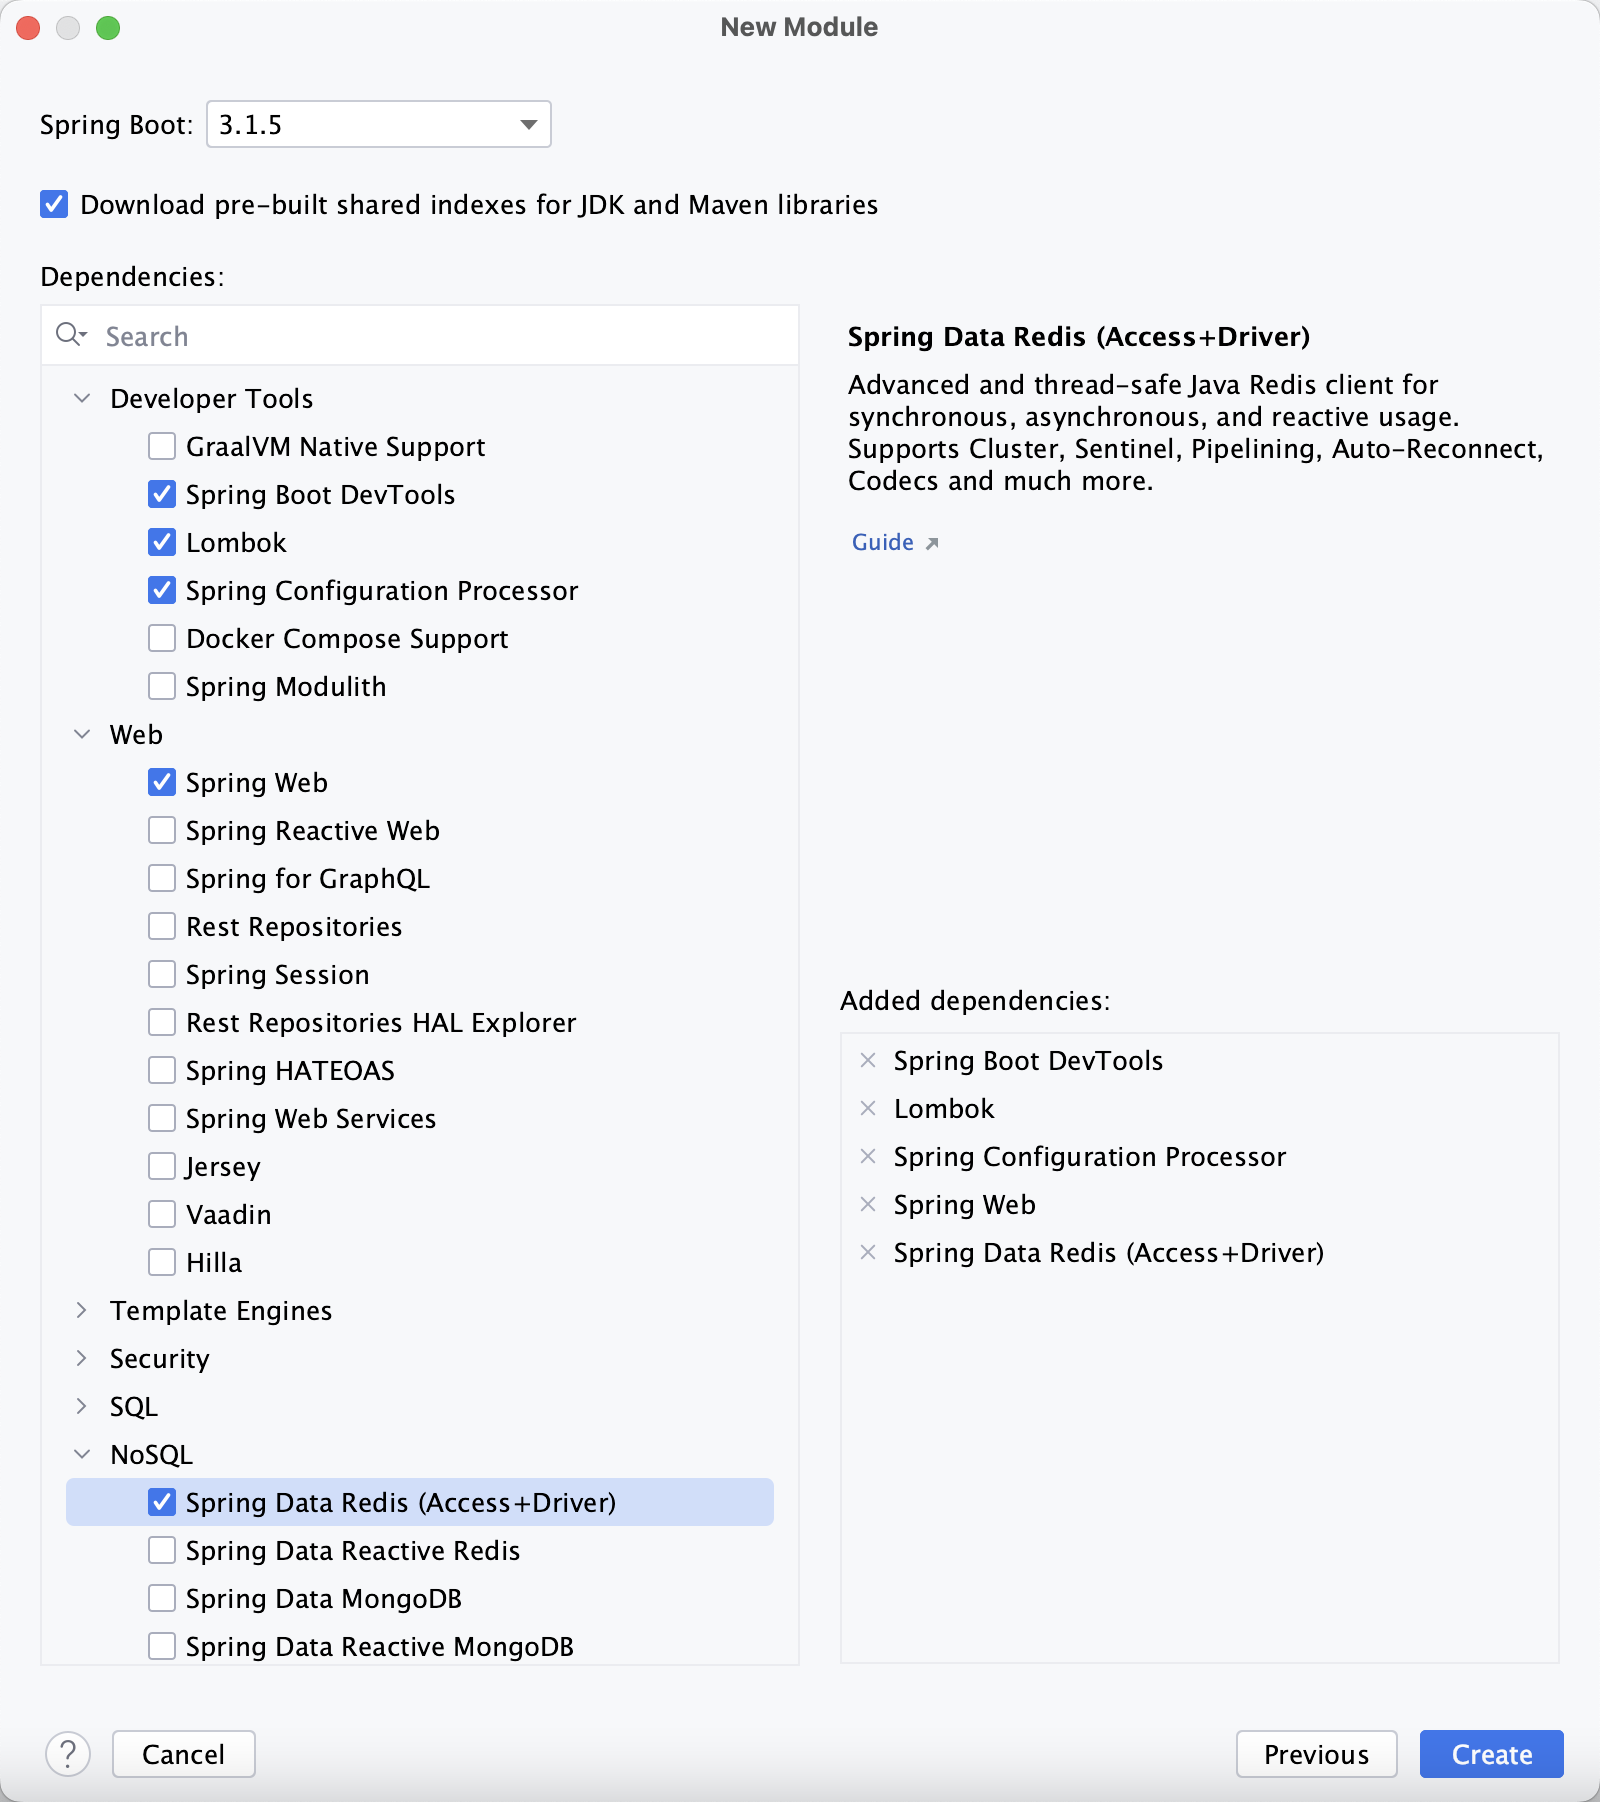 New Module
Spring Boot: 3.1.5
Download pre-built shared indexes for JDK and Maven libraries
Dependencies:
Search
Developer Tools
GraalVM Native Support
Spring Boot DevTools
Lombok
Spring Configuration Processor
Docker Compose Support
Spring Modulith
Web
Spring Web
Spring Reactive Web
Spring for GraphQL
Rest Repositories
Spring Session
Rest Repositories HAL Explorer
Spring HATEOAS
Spring Web Services
Jersey
Vaadin
Hilla
Template Engines
Security
SQL
NoSQL
Spring Data Redis (Access+Driver)
Spring Data Reactive Redis
Spring Data MongoDB
Spring Data Reactive MongoDB
Spring Data Redis (Access+Driver)
Advanced and thread-safe Java Redis client for
synchronous, asynchronous, and reactive usage.
Supports Cluster, Sentinel, Pipelining, Auto-Reconnect,
Codecs and much more.
Guide
Added dependencies:
Spring Boot DevTools
Lombok
Spring Configuration Processor
Spring Web
Spring Data Redis (Access+Driver)
? Cancel Previous Create